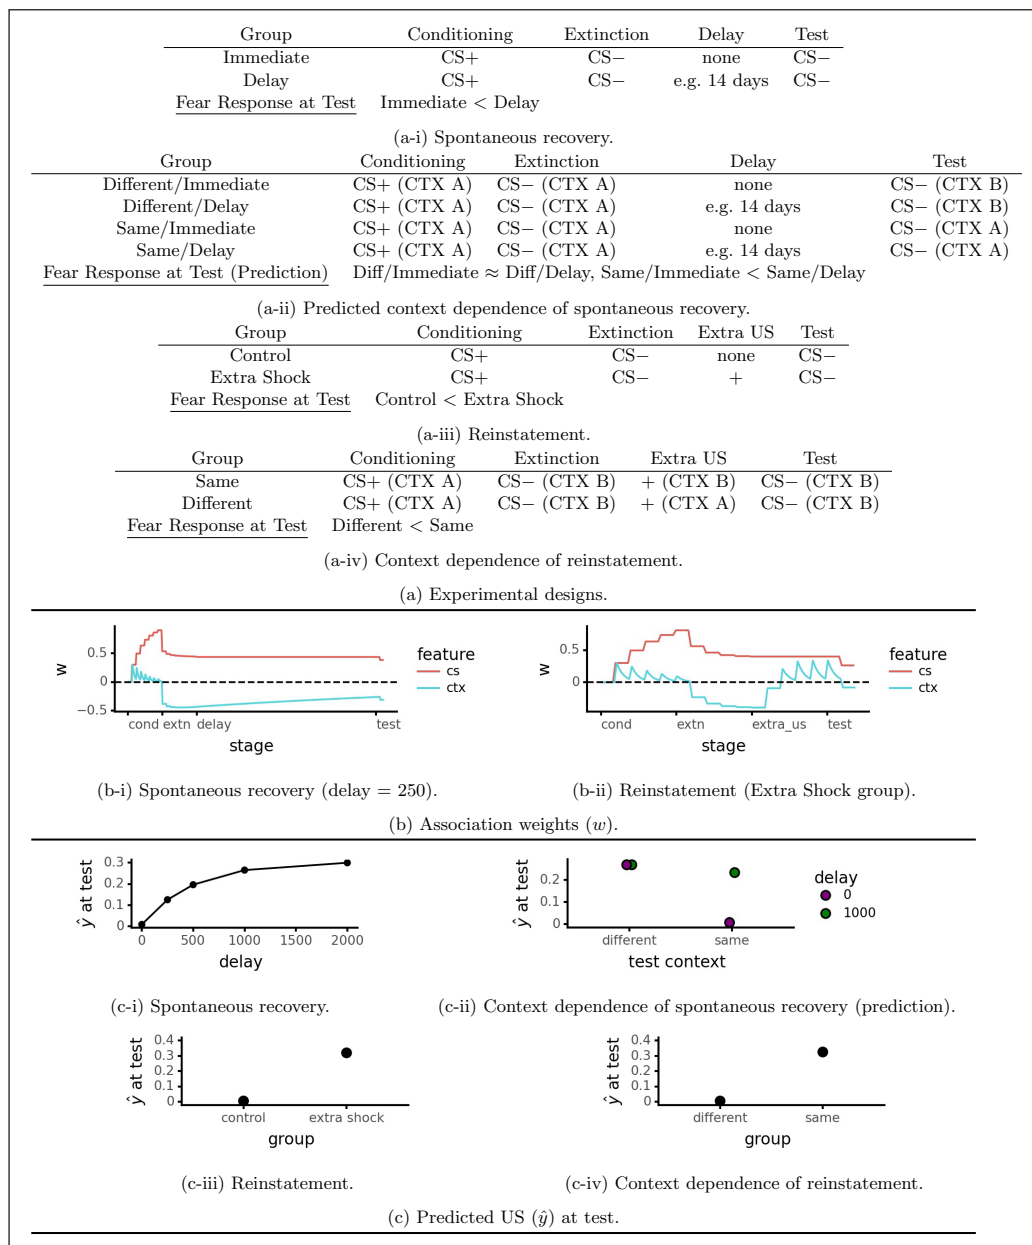 Group Conditioning Extinction Delay Test
Immediate CS+ CS− none CS−
Delay CS+ CS− e.g. 14 days CS−
Fear Response at Test Immediate < Delay
(a-i) Spontaneous recovery.
Group Conditioning Extinction Delay Test
Different/Immediate CS+ (CTX A) CS− (CTX A) none CS− (CTX B)
Different/Delay CS+ (CTX A) CS− (CTX A) e.g. 14 days CS− (CTX B)
Same/Immediate CS+ (CTX A) CS− (CTX A) none CS− (CTX A)
Same/Delay CS+ (CTX A) CS− (CTX A) e.g. 14 days CS− (CTX A)
Fear Response at Test (Prediction) Diff/Immediate ≈ Diff/Delay, Same/Immediate < Same/Delay
(a-ii) Predicted context dependence of spontaneous recovery.
Group Conditioning Extinction Extra US Test
Control CS+ CS− none CS−
Extra Shock CS+ CS− + CS−
Fear Response at Test Control < Extra Shock
(a-iii) Reinstatement.
Group Conditioning Extinction Extra US Test
Same CS+ (CTX A) CS− (CTX B) + (CTX B) CS− (CTX B)
Different CS+ (CTX A) CS− (CTX B) + (CTX A) CS− (CTX B)
Fear Response at Test Different < Same
(a-iv) Context dependence of reinstatement.
(a) Experimental designs.
w
0.5
0
−0.5
cond extn delay test
stage
feature
cs
ctx
(b-i) Spontaneous recovery (delay = 250).
w
0.5
0
cond extn extra_us test
stage
feature
cs
ctx
(b-ii) Reinstatement (Extra Shock group).
(b) Association weights (w).
ŷ at test
0.3
0.2
0.1
0
0 500 1000 1500 2000
delay
(c-i) Spontaneous recovery.
ŷ at test
0.2
0.1
0
different same
test context
delay
0
1000
(c-ii) Context dependence of spontaneous recovery (prediction).
ŷ at test
0.4
0.3
0.2
0.1
0
control extra shock
group
(c-iii) Reinstatement.
ŷ at test
0.4
0.3
0.2
0.1
0
different same
group
(c-iv) Context dependence of reinstatement.
(c) Predicted US (ŷ) at test.